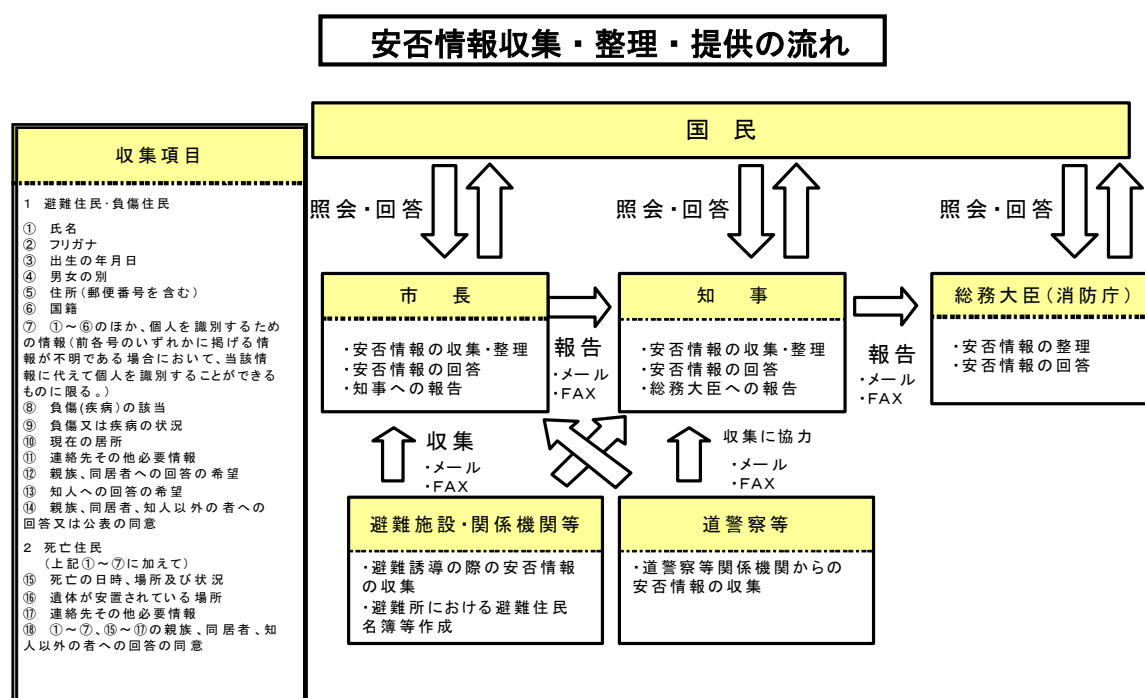 安否情報収集・整理・提供の流れ
国民
収集項目
1 避難住民・負傷住民
① 氏名
② フリガナ
③ 出生の年月日
④ 男女の別
⑤ 住所(郵便番号を含む)
⑥ 国籍
⑦ ①~⑥のほか、個人を識別するため
の情報(前各号のいずれかに掲げる情
報が不明である場合において、当該情
報に代えて個人を識別することができる
ものに限る。)
⑧ 負傷(疾病)の該当
⑨ 負傷又は疾病の状況
⑩ 現在の居所
⑪ 連絡先その他必要情報
⑫ 親族、同居者への回答の希望
⑬ 知人への回答の希望
⑭ 親族、同居者、知人以外の者への
回答又は公表の同意
2 死亡住民
(上記①~⑦に加えて)
⑮ 死亡の日時、場所及び状況
⑯ 遺体が安置されている場所
⑰ 連絡先その他必要情報
⑱ ①~⑦、⑮~⑰の親族、同居者、知
人以外の者への回答の同意
照会・回答
照会・回答
照会・回答
市長
・安否情報の収集・整理
・安否情報の回答
・知事への報告
報告
・メール
・FAX
知事
・安否情報の収集・整理
・安否情報の回答
・総務大臣への報告
報告
・メール
・FAX
総務大臣(消防庁)
・安否情報の整理
・安否情報の回答
収集
・メール
・FAX
収集に協力
・メール
・FAX
避難施設・関係機関等
・避難誘導の際の安否情報
の収集
・避難所における避難住民
名簿等作成
道警察等
・道警察等関係機関からの
安否情報の収集